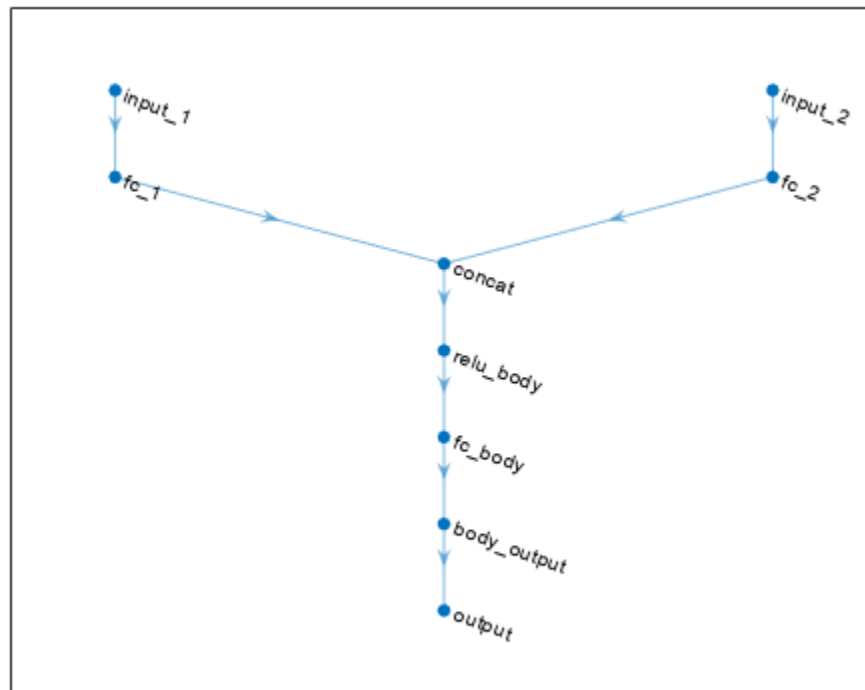 input_1
input_2
fc_1
fc_2
concat
relu_body
fc_body
body_output
output